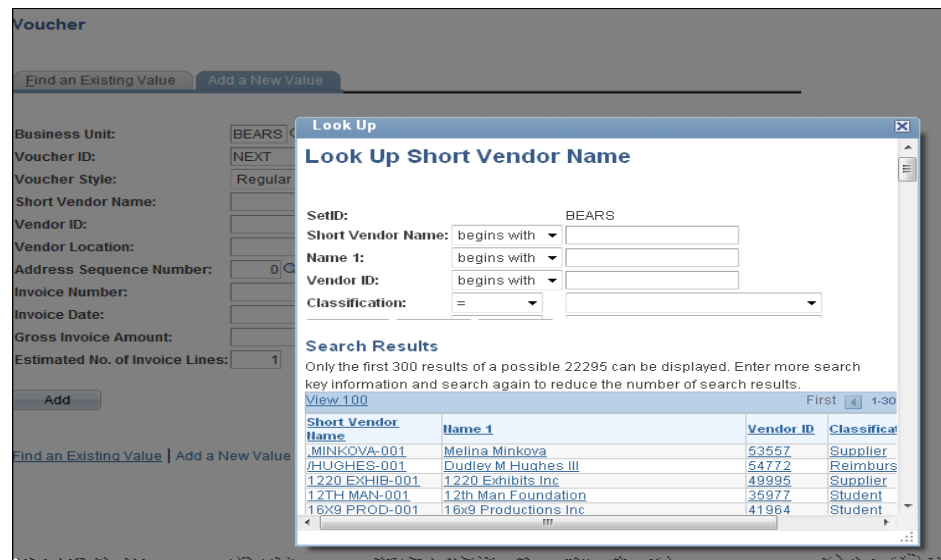 Voucher
Find an Existing Value
Add a New Value
Business Unit: BEARS
Voucher ID: NEXT
Voucher Style: Regular
Short Vendor Name:
Vendor ID:
Vendor Location:
Address Sequence Number: 0
Invoice Number:
Invoice Date:
Gross Invoice Amount:
Estimated No. of Invoice Lines: 1
Add
Find an Existing Value | Add a New Value
Look Up
Look Up Short Vendor Name
SetID: BEARS
Short Vendor Name: begins with
Name 1: begins with
Vendor ID: begins with
Classification: =
Search Results
Only the first 300 results of a possible 22295 can be displayed. Enter more search
key information and search again to reduce the number of search results.
View 100 First 1-30
Short Vendor Name Name 1 Vendor ID Classificat
,MINKOVA-001 Melina Minkova 53557 Supplier
/HUGHES-001 Dudley M Hughes III 54772 Reimburs
1220 EXHIB-001 1220 Exhibits Inc 49995 Supplier
12TH MAN-001 12th Man Foundation 35977 Student
16X9 PROD-001 16x9 Productions Inc 41964 Student